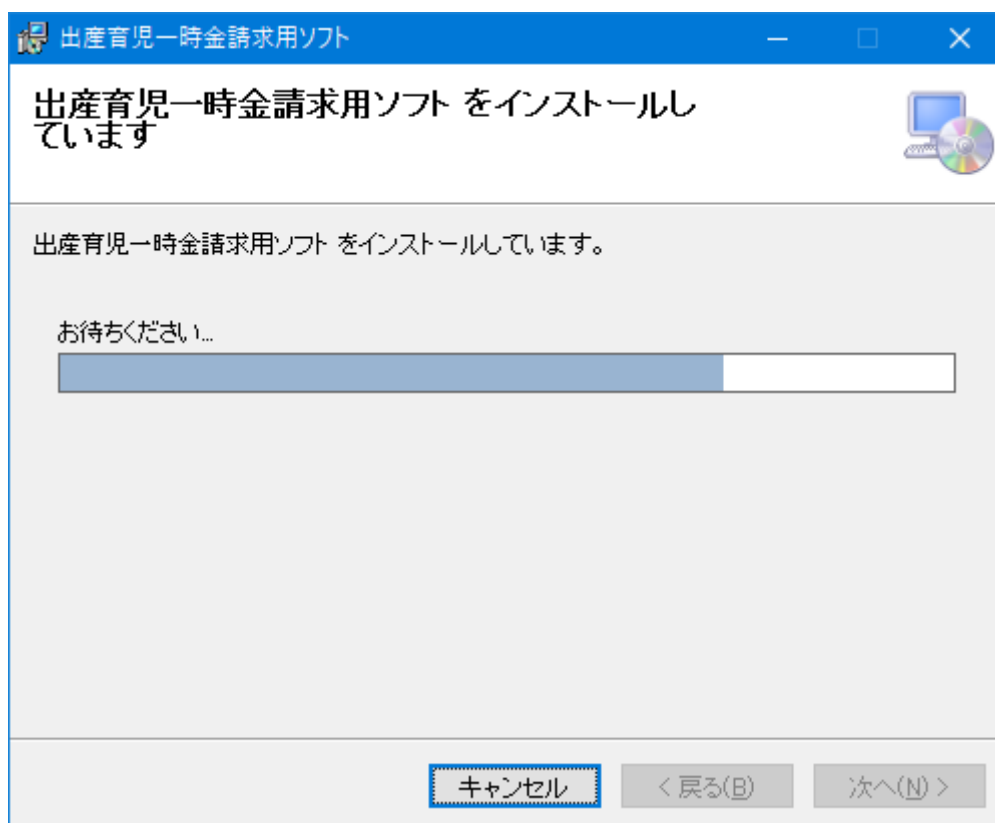 出産育児一時金請求用ソフト
出産育児一時金請求用ソフト をインストールし
ています
出産育児一時金請求用ソフト をインストールしています。
お待ちください...
キャンセル
< 戻る(B)
次へ(N) >